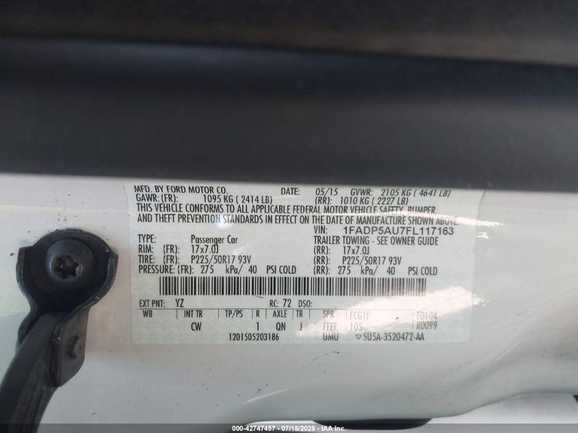 MFD. BY FORD MOTOR CO. DATE: 05/15 GVWR: 2105 KG ( 4641 LB)
GAWR: (FR): 1095 KG ( 2414 LB) (RR): 1010 KG ( 2227 LB)
THIS VEHICLE CONFORMS TO ALL APPLICABLE FEDERAL MOTOR VEHICLE SAFETY, BUMPER,
AND THEFT PREVENTION STANDARDS IN EFFECT ON THE DATE OF MANUFACTURE SHOWN ABOVE.
VIN: 1FADP5AU7FL117163
TYPE: Passenger Car TRAILER TOWING - SEE OWNER GUIDE
RIM: (FR): 17x7.0J (RR): 17x7.0J
TIRE: (FR): P225/50R17 93V (RR): P225/50R17 93V
PRESSURE: (FR): 275 kPa/ 40 PSI COLD (RR): 275 kPa/ 40 PSI COLD
EXT PNT: YZ RC: 72 DSO:
WB INT TR TP/PS R AXLE TR SPR
CW 1 QN J
1201505203186 UMU 5U5A-3520472-AA
000-42747457 - 07/18/2025 - IAA Inc.